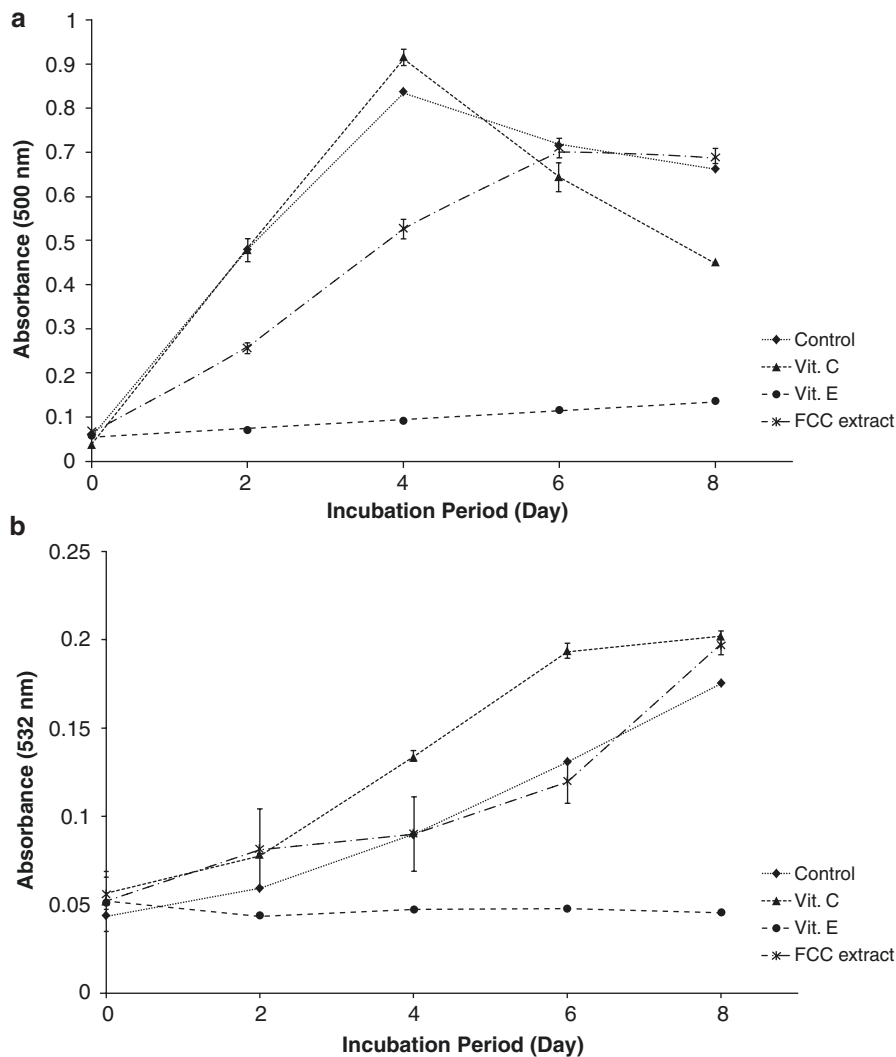 a
1
0.9
0.8
0.7
0.6
0.5
0.4
0.3
0.2
0.1
0
Absorbance (500 nm)
0 2 4 6 8
Incubation Period (Day)
Control
Vit. C
Vit. E
FCC extract
b
0.25
0.2
0.15
0.1
0.05
0
Absorbance (532 nm)
0 2 4 6 8
Incubation Period (Day)
Control
Vit. C
Vit. E
FCC extract